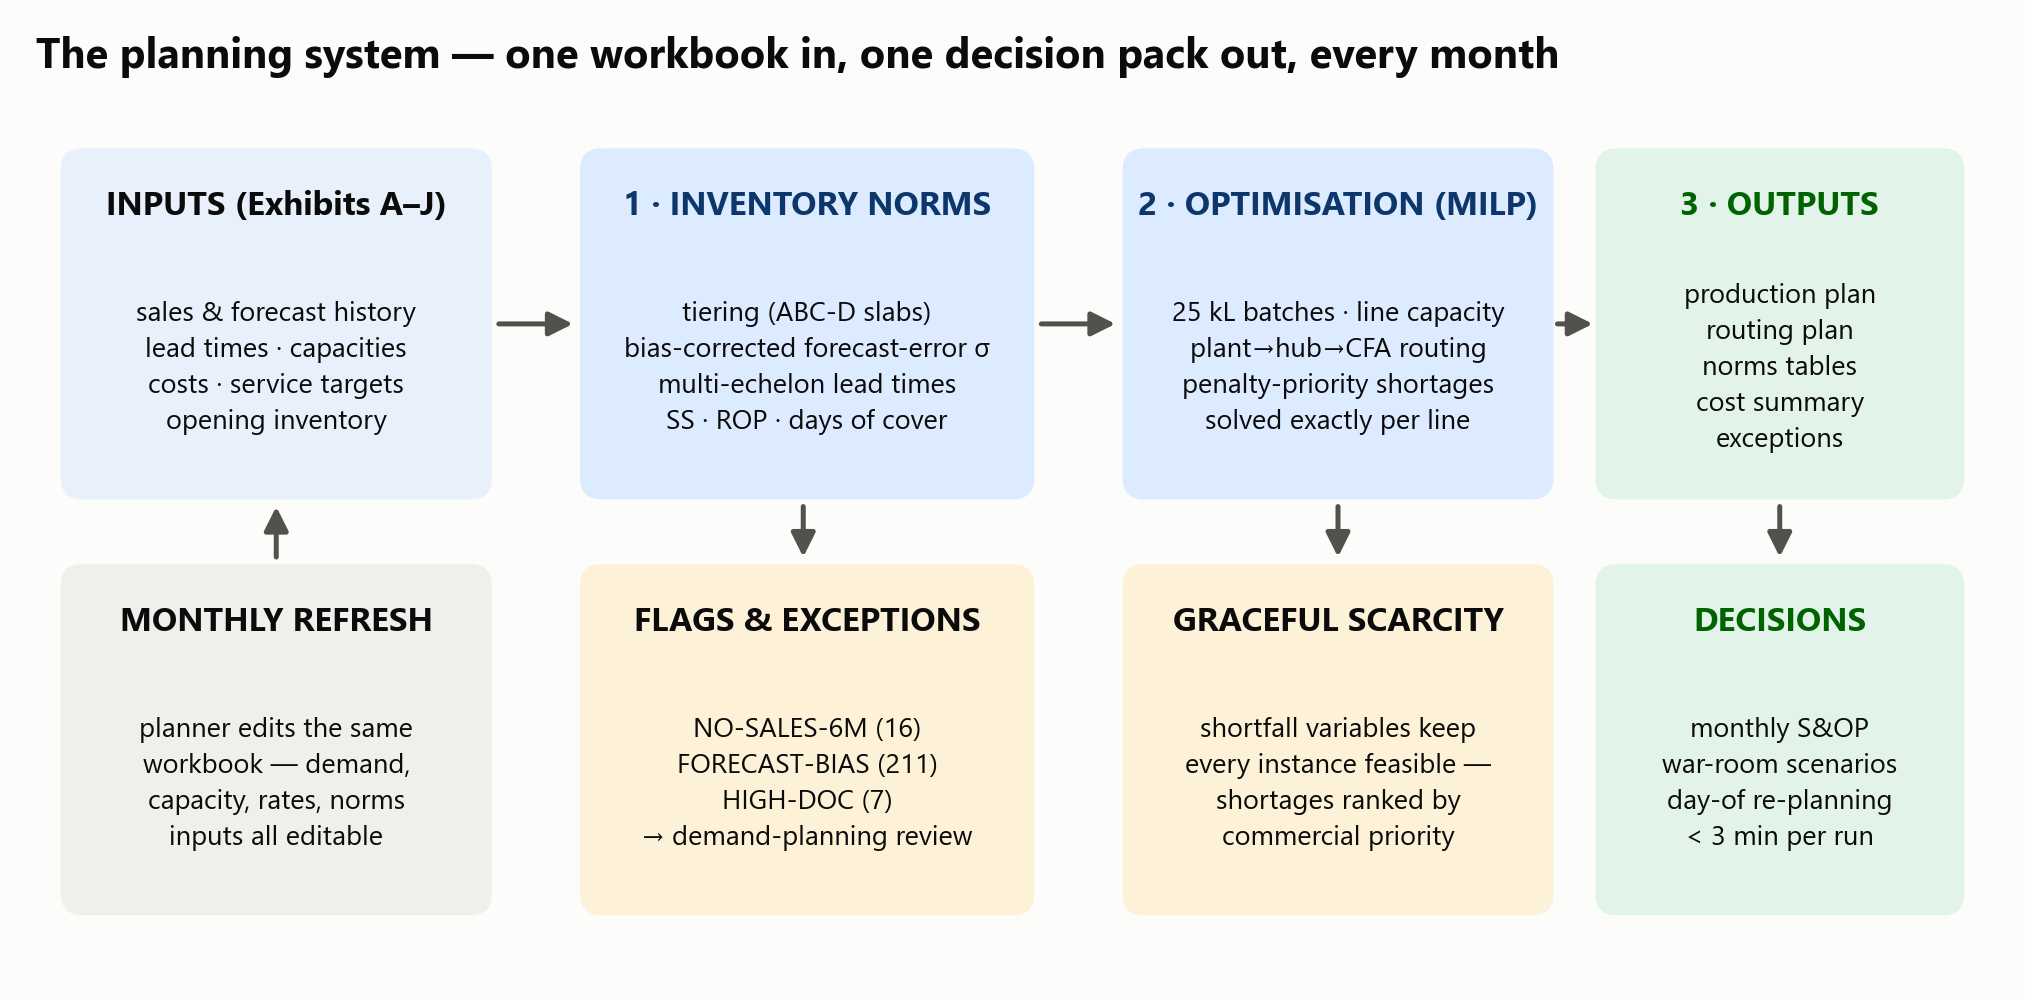 The planning system — one workbook in, one decision pack out, every month
INPUTS (Exhibits A–J)
sales & forecast history
lead times · capacities
costs · service targets
opening inventory
1 · INVENTORY NORMS
tiering (ABC-D slabs)
bias-corrected forecast-error σ
multi-echelon lead times
SS · ROP · days of cover
2 · OPTIMISATION (MILP)
25 kL batches · line capacity
plant→hub→CFA routing
penalty-priority shortages
solved exactly per line
3 · OUTPUTS
production plan
routing plan
norms tables
cost summary
exceptions
MONTHLY REFRESH
planner edits the same
workbook — demand,
capacity, rates, norms
inputs all editable
FLAGS & EXCEPTIONS
NO-SALES-6M (16)
FORECAST-BIAS (211)
HIGH-DOC (7)
→ demand-planning review
GRACEFUL SCARCITY
shortfall variables keep
every instance feasible —
shortages ranked by
commercial priority
DECISIONS
monthly S&OP
war-room scenarios
day-of re-planning
< 3 min per run